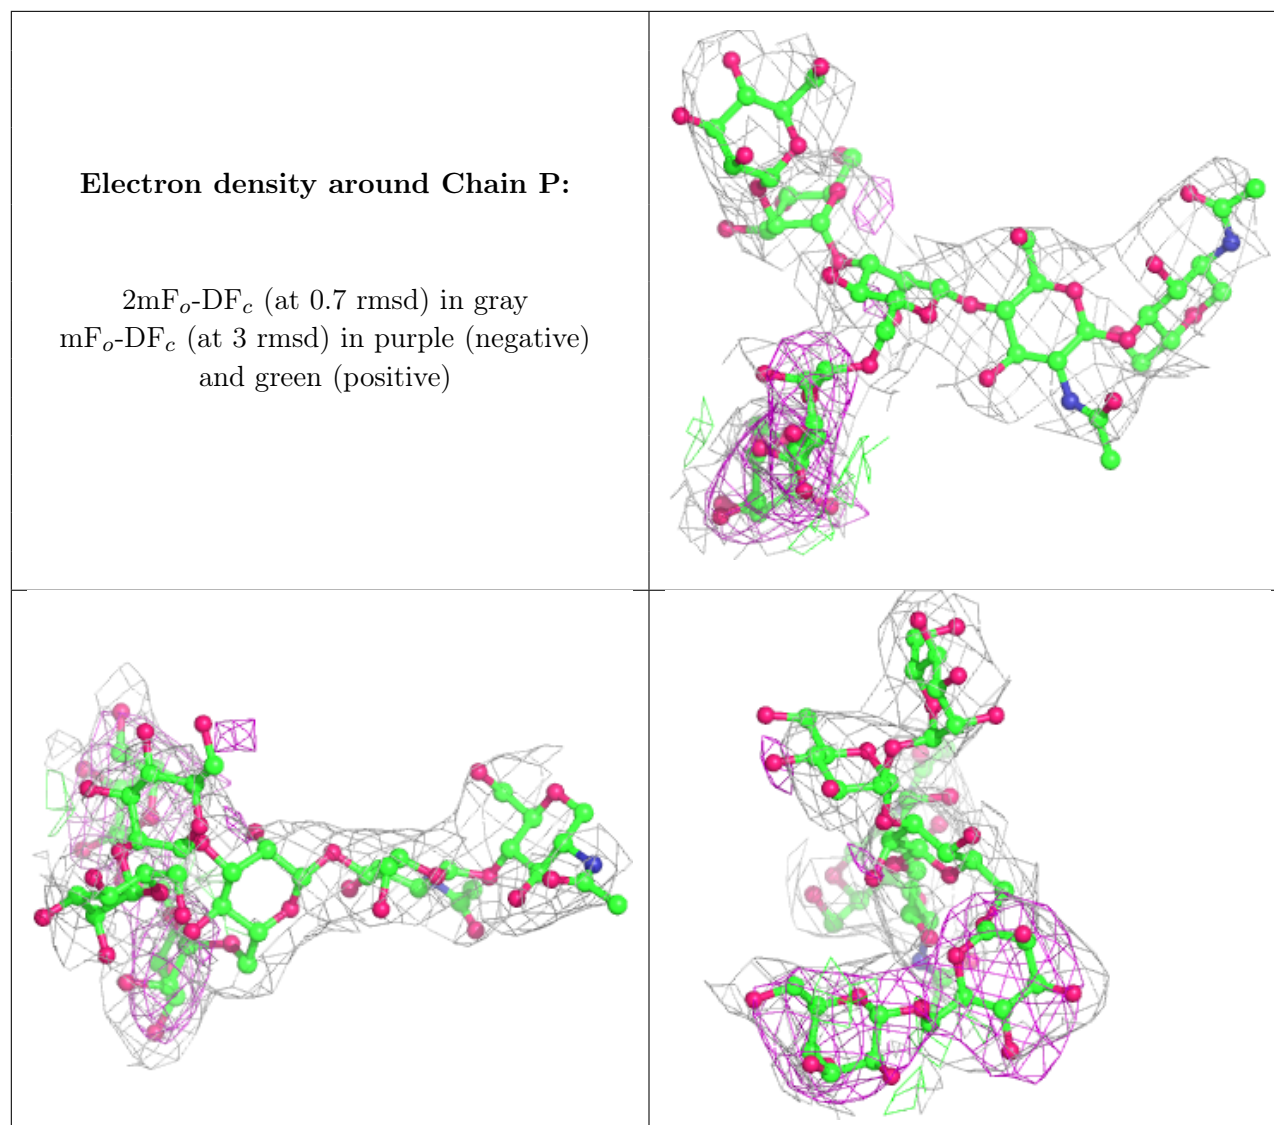 Electron density around Chain P:
2mFₒ-DF𝒸 (at 0.7 rmsd) in gray
mFₒ-DF𝒸 (at 3 rmsd) in purple (negative)
and green (positive)